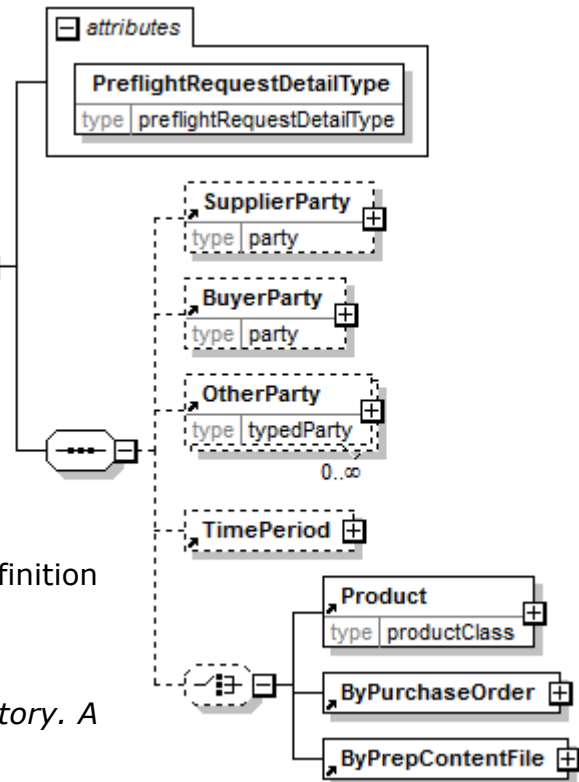 attributes
PreflightRequestDetailType
type preflightRequestDetailType
SupplierParty
type party
BuyerParty
type party
OtherParty
type typedParty
0..∞
TimePeriod
finition
Product
type productClass
ByPurchaseOrder
tory. A
ByPrepContentFile